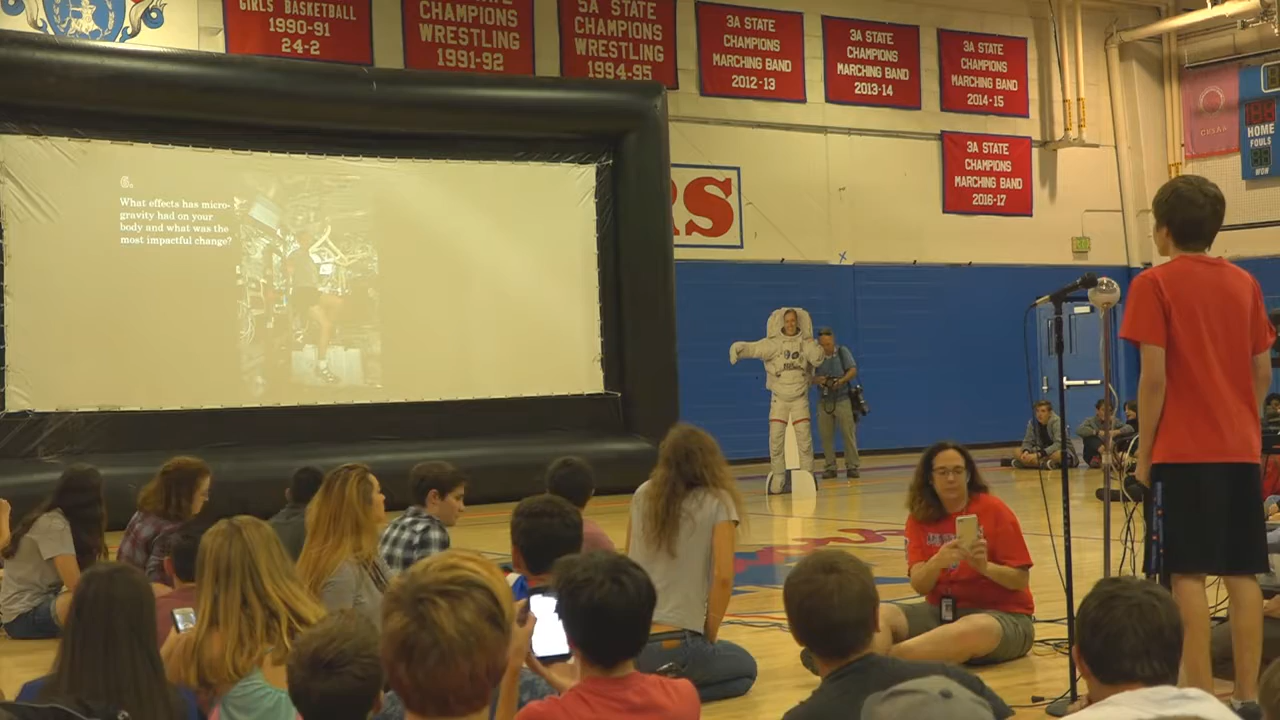 GIRLS BASKETBALL
1990-91
24-2
CHAMPIONS
WRESTLING
1991-92
5A STATE
CHAMPIONS
WRESTLING
1994-95
3A STATE
CHAMPIONS
MARCHING BAND
2012-13
3A STATE
CHAMPIONS
MARCHING BAND
2013-14
3A STATE
CHAMPIONS
MARCHING BAND
2014-15
3A STATE
CHAMPIONS
MARCHING BAND
2016-17
RS
HOME
FOULS
6.
What effects has micro-
gravity had on your
body and what was the
most impactful change?